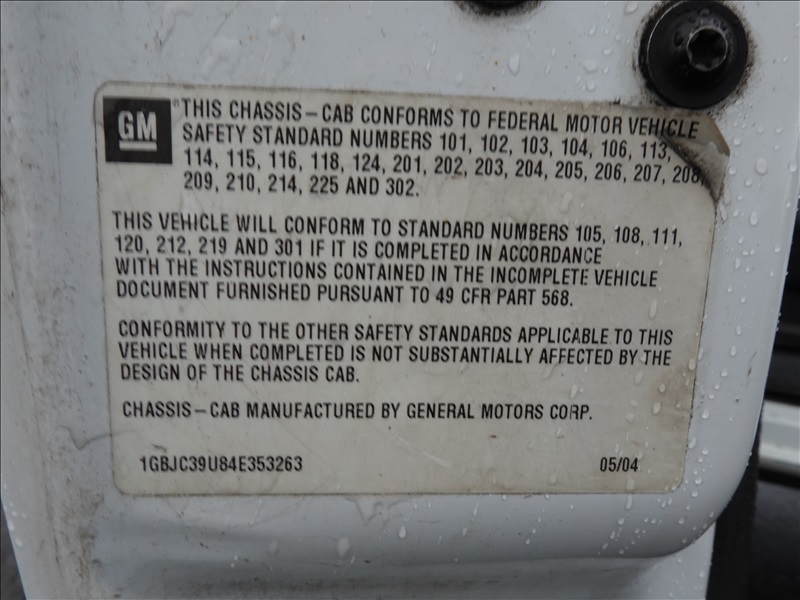 GM
® THIS CHASSIS-CAB CONFORMS TO FEDERAL MOTOR VEHICLE
SAFETY STANDARD NUMBERS 101, 102, 103, 104, 106, 113,
114, 115, 116, 118, 124, 201, 202, 203, 204, 205, 206, 207, 208,
209, 210, 214, 225 AND 302.
THIS VEHICLE WILL CONFORM TO STANDARD NUMBERS 105, 108, 111,
120, 212, 219 AND 301 IF IT IS COMPLETED IN ACCORDANCE
WITH THE INSTRUCTIONS CONTAINED IN THE INCOMPLETE VEHICLE
DOCUMENT FURNISHED PURSUANT TO 49 CFR PART 568.
CONFORMITY TO THE OTHER SAFETY STANDARDS APPLICABLE TO THIS
VEHICLE WHEN COMPLETED IS NOT SUBSTANTIALLY AFFECTED BY THE
DESIGN OF THE CHASSIS CAB.
CHASSIS-CAB MANUFACTURED BY GENERAL MOTORS CORP.
1GBJC39U84E353263 05/04